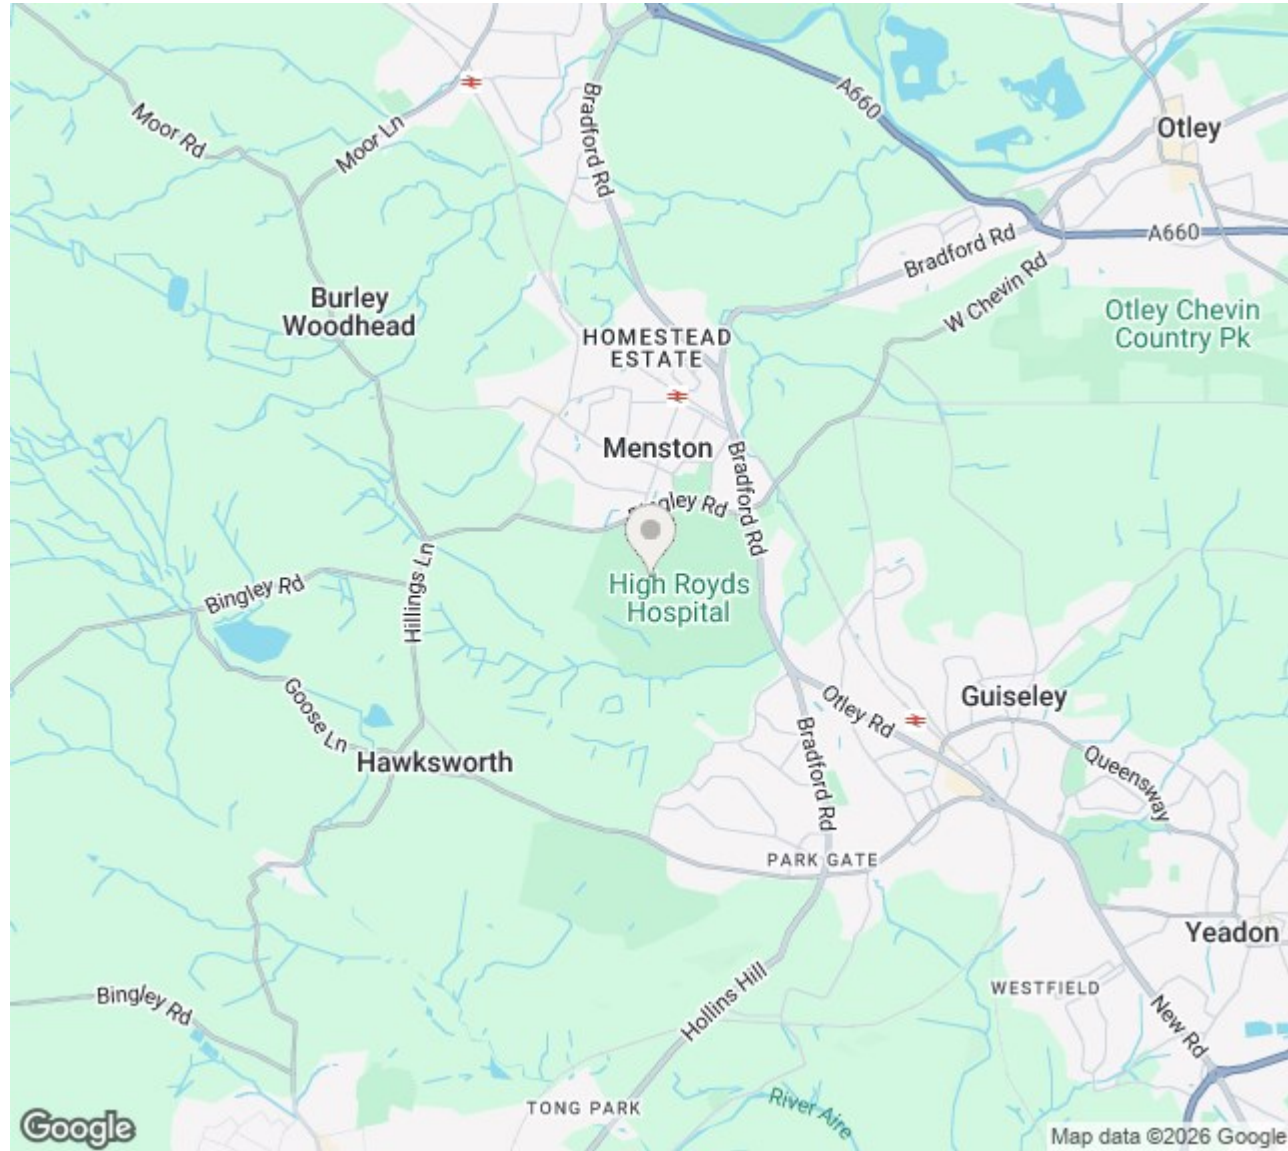 A660
Otley
Moor Rd
Moor Ln
Bradford Rd
Bradford Rd
A660
W Chevin Rd
Burley
Woodhead
Otley Chevin
Country Pk
HOMESTEAD
ESTATE
Menston
Bradford Rd
Bingley Rd
High Royds
Hospital
Bingley Rd
Hillings Ln
Goose Ln
Hawksworth
Otley Rd
Guiseley
Bradford Rd
Queensway
PARK GATE
Yeadon
WESTFIELD
Bingley Rd
Hollins Hill
New Rd
TONG PARK
River Aire
Google
Map data ©2026 Google